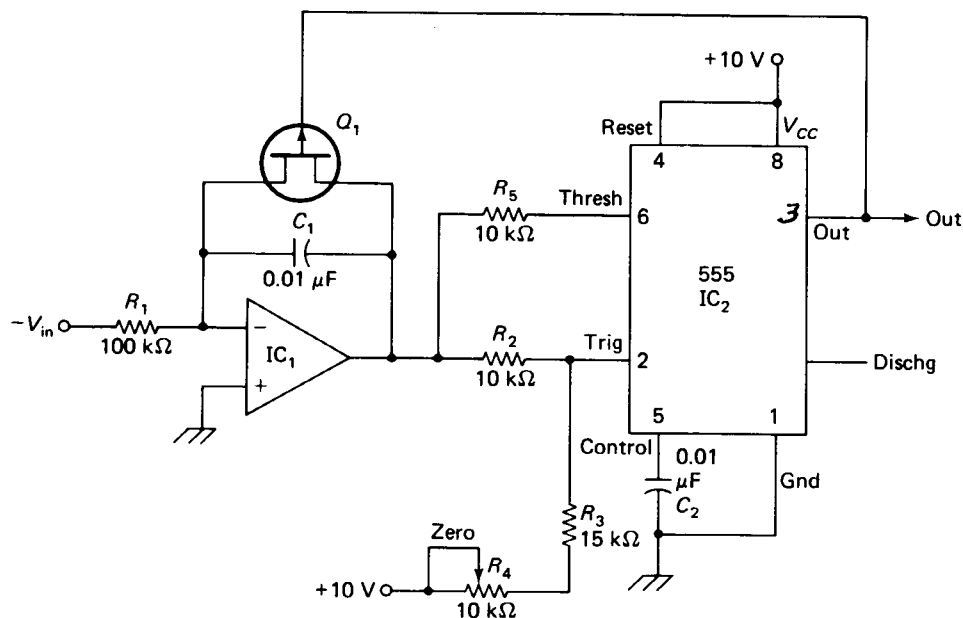 +10 V
Q1
Reset
VCC
4
8
R5
Thresh
10 kΩ
6
3
Out
Out
C1
0.01 µF
555
IC2
R1
−Vin
100 kΩ
−
IC1
+
R2
Trig
10 kΩ
2
Dischg
5
1
Control
0.01
µF
C2
Gnd
R3
15 kΩ
Zero
R4
+10 V
10 kΩ